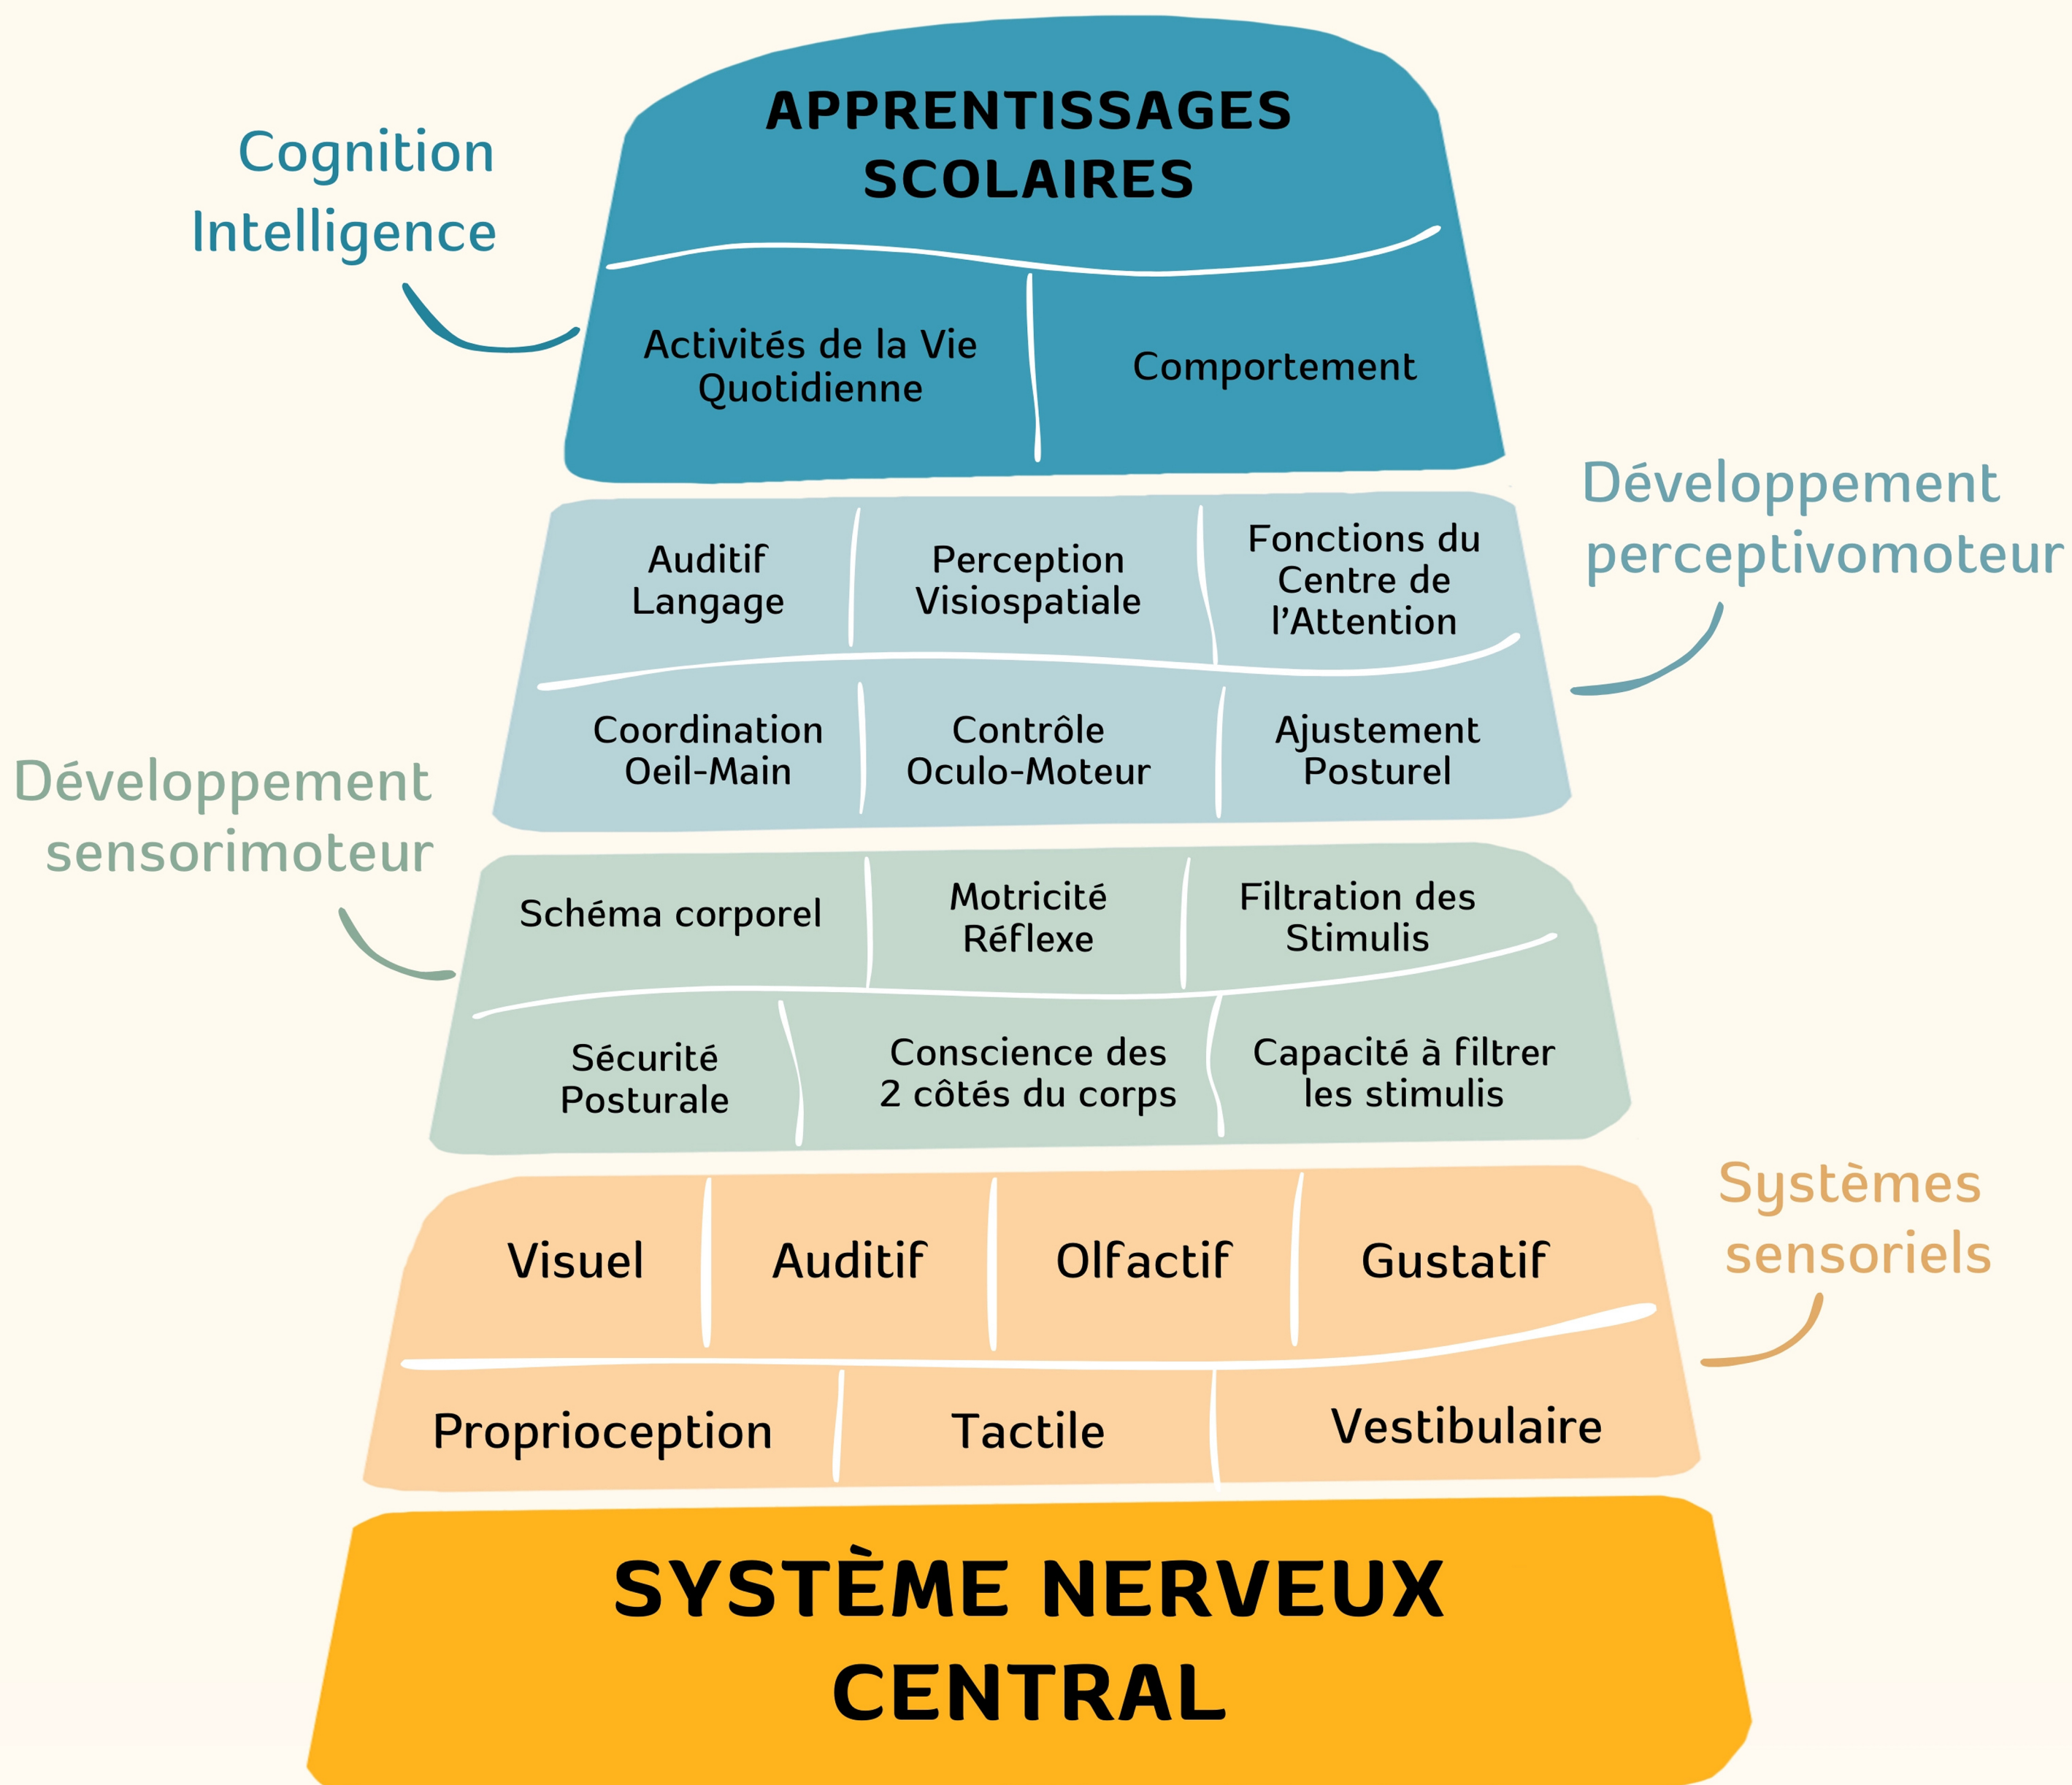 APPRENTISSAGES
SCOLAIRES
Cognition
Intelligence
Activités de la Vie
Quotidienne
Comportement
Développement
perceptivomoteur
Auditif
Langage
Perception
Visiospatiale
Fonctions du
Centre de
l’Attention
Coordination
Oeil-Main
Contrôle
Oculo-Moteur
Ajustement
Posturel
Développement
sensorimoteur
Schéma corporel
Motricité
Réflexe
Filtration des
Stimulis
Sécurité
Posturale
Conscience des
2 côtés du corps
Capacité à filtrer
les stimulis
Systèmes
sensoriels
Visuel
Auditif
Olfactif
Gustatif
Proprioception
Tactile
Vestibulaire
SYSTÈME NERVEUX
CENTRAL